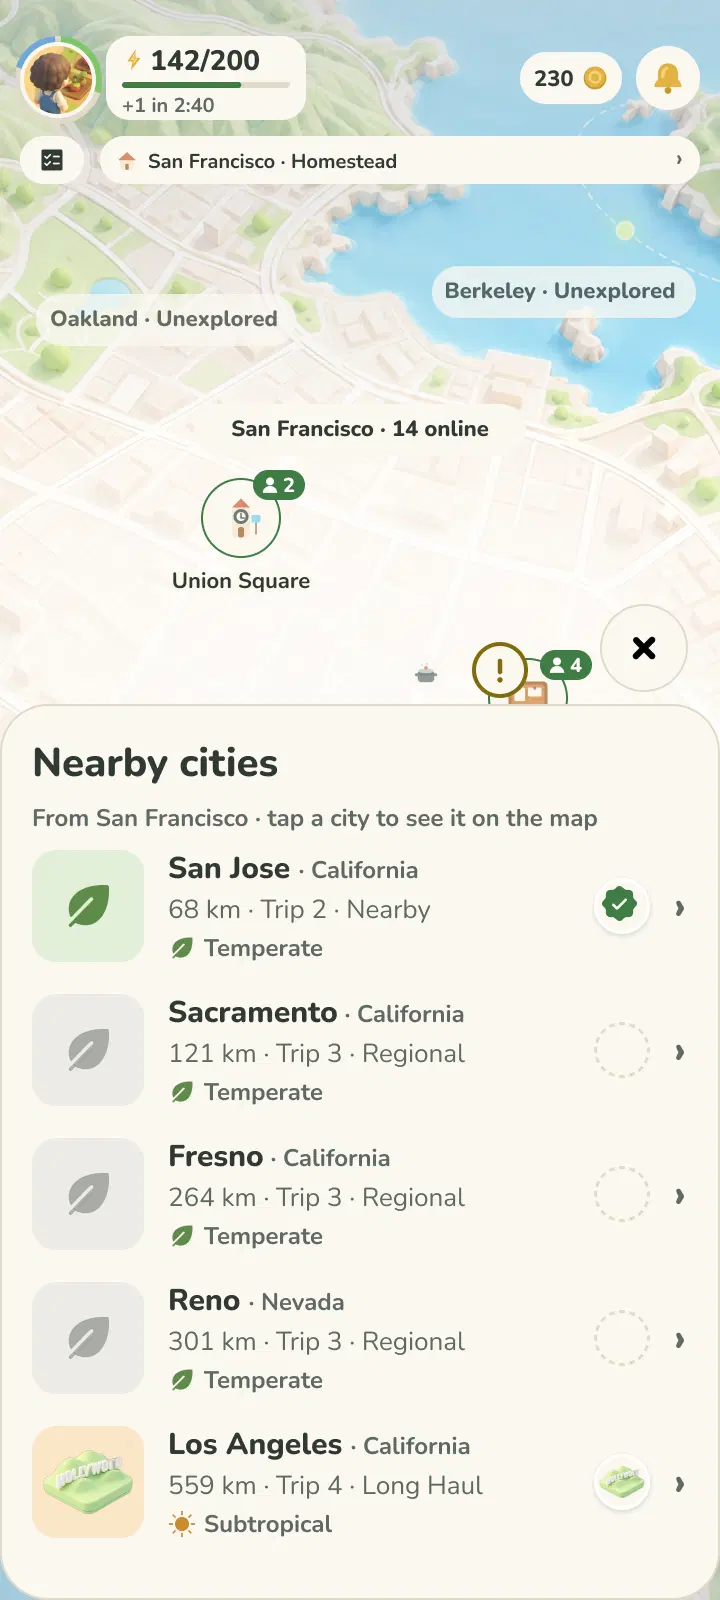 142/200
+1 in 2:40
230
San Francisco · Homestead
Berkeley · Unexplored
Oakland · Unexplored
San Francisco · 14 online
2
Union Square
4
Nearby cities
From San Francisco · tap a city to see it on the map
San Jose · California
68 km · Trip 2 · Nearby
Temperate
Sacramento · California
121 km · Trip 3 · Regional
Temperate
Fresno · California
264 km · Trip 3 · Regional
Temperate
Reno · Nevada
301 km · Trip 3 · Regional
Temperate
HOLLYWOOD
Los Angeles · California
559 km · Trip 4 · Long Haul
Subtropical